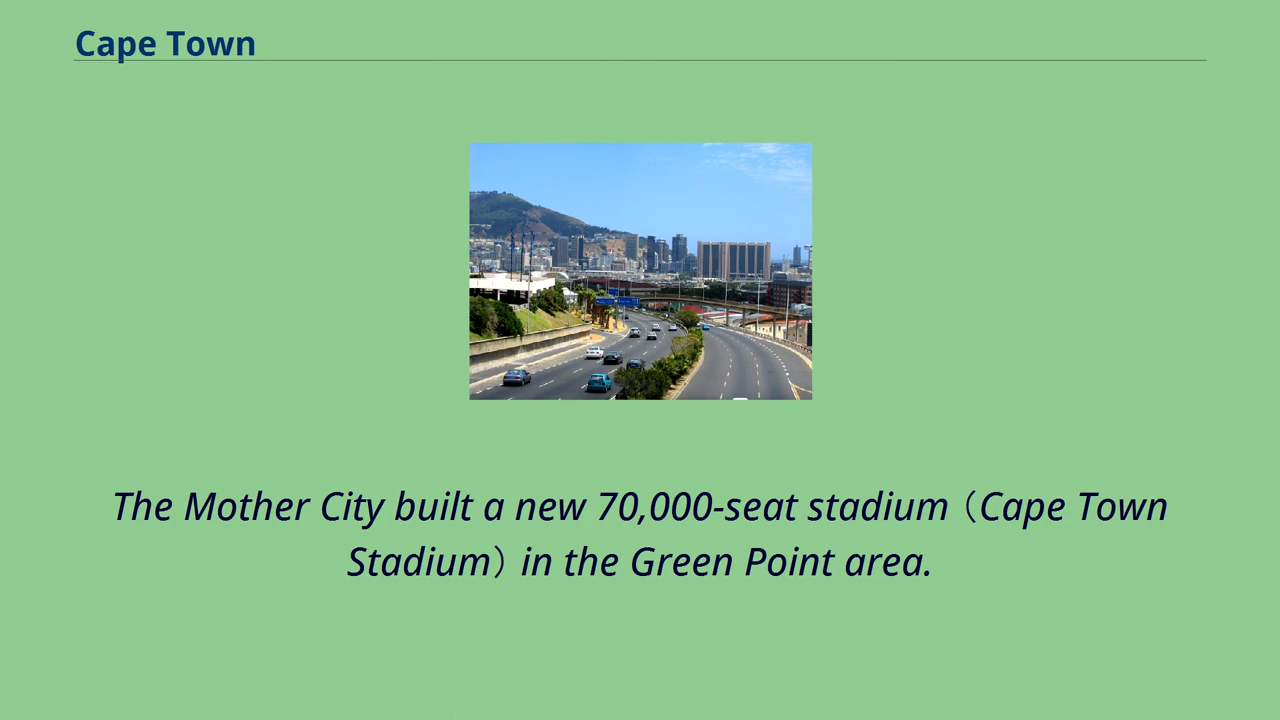 Cape Town
The Mother City built a new 70,000-seat stadium（Cape Town
Stadium）in the Green Point area.